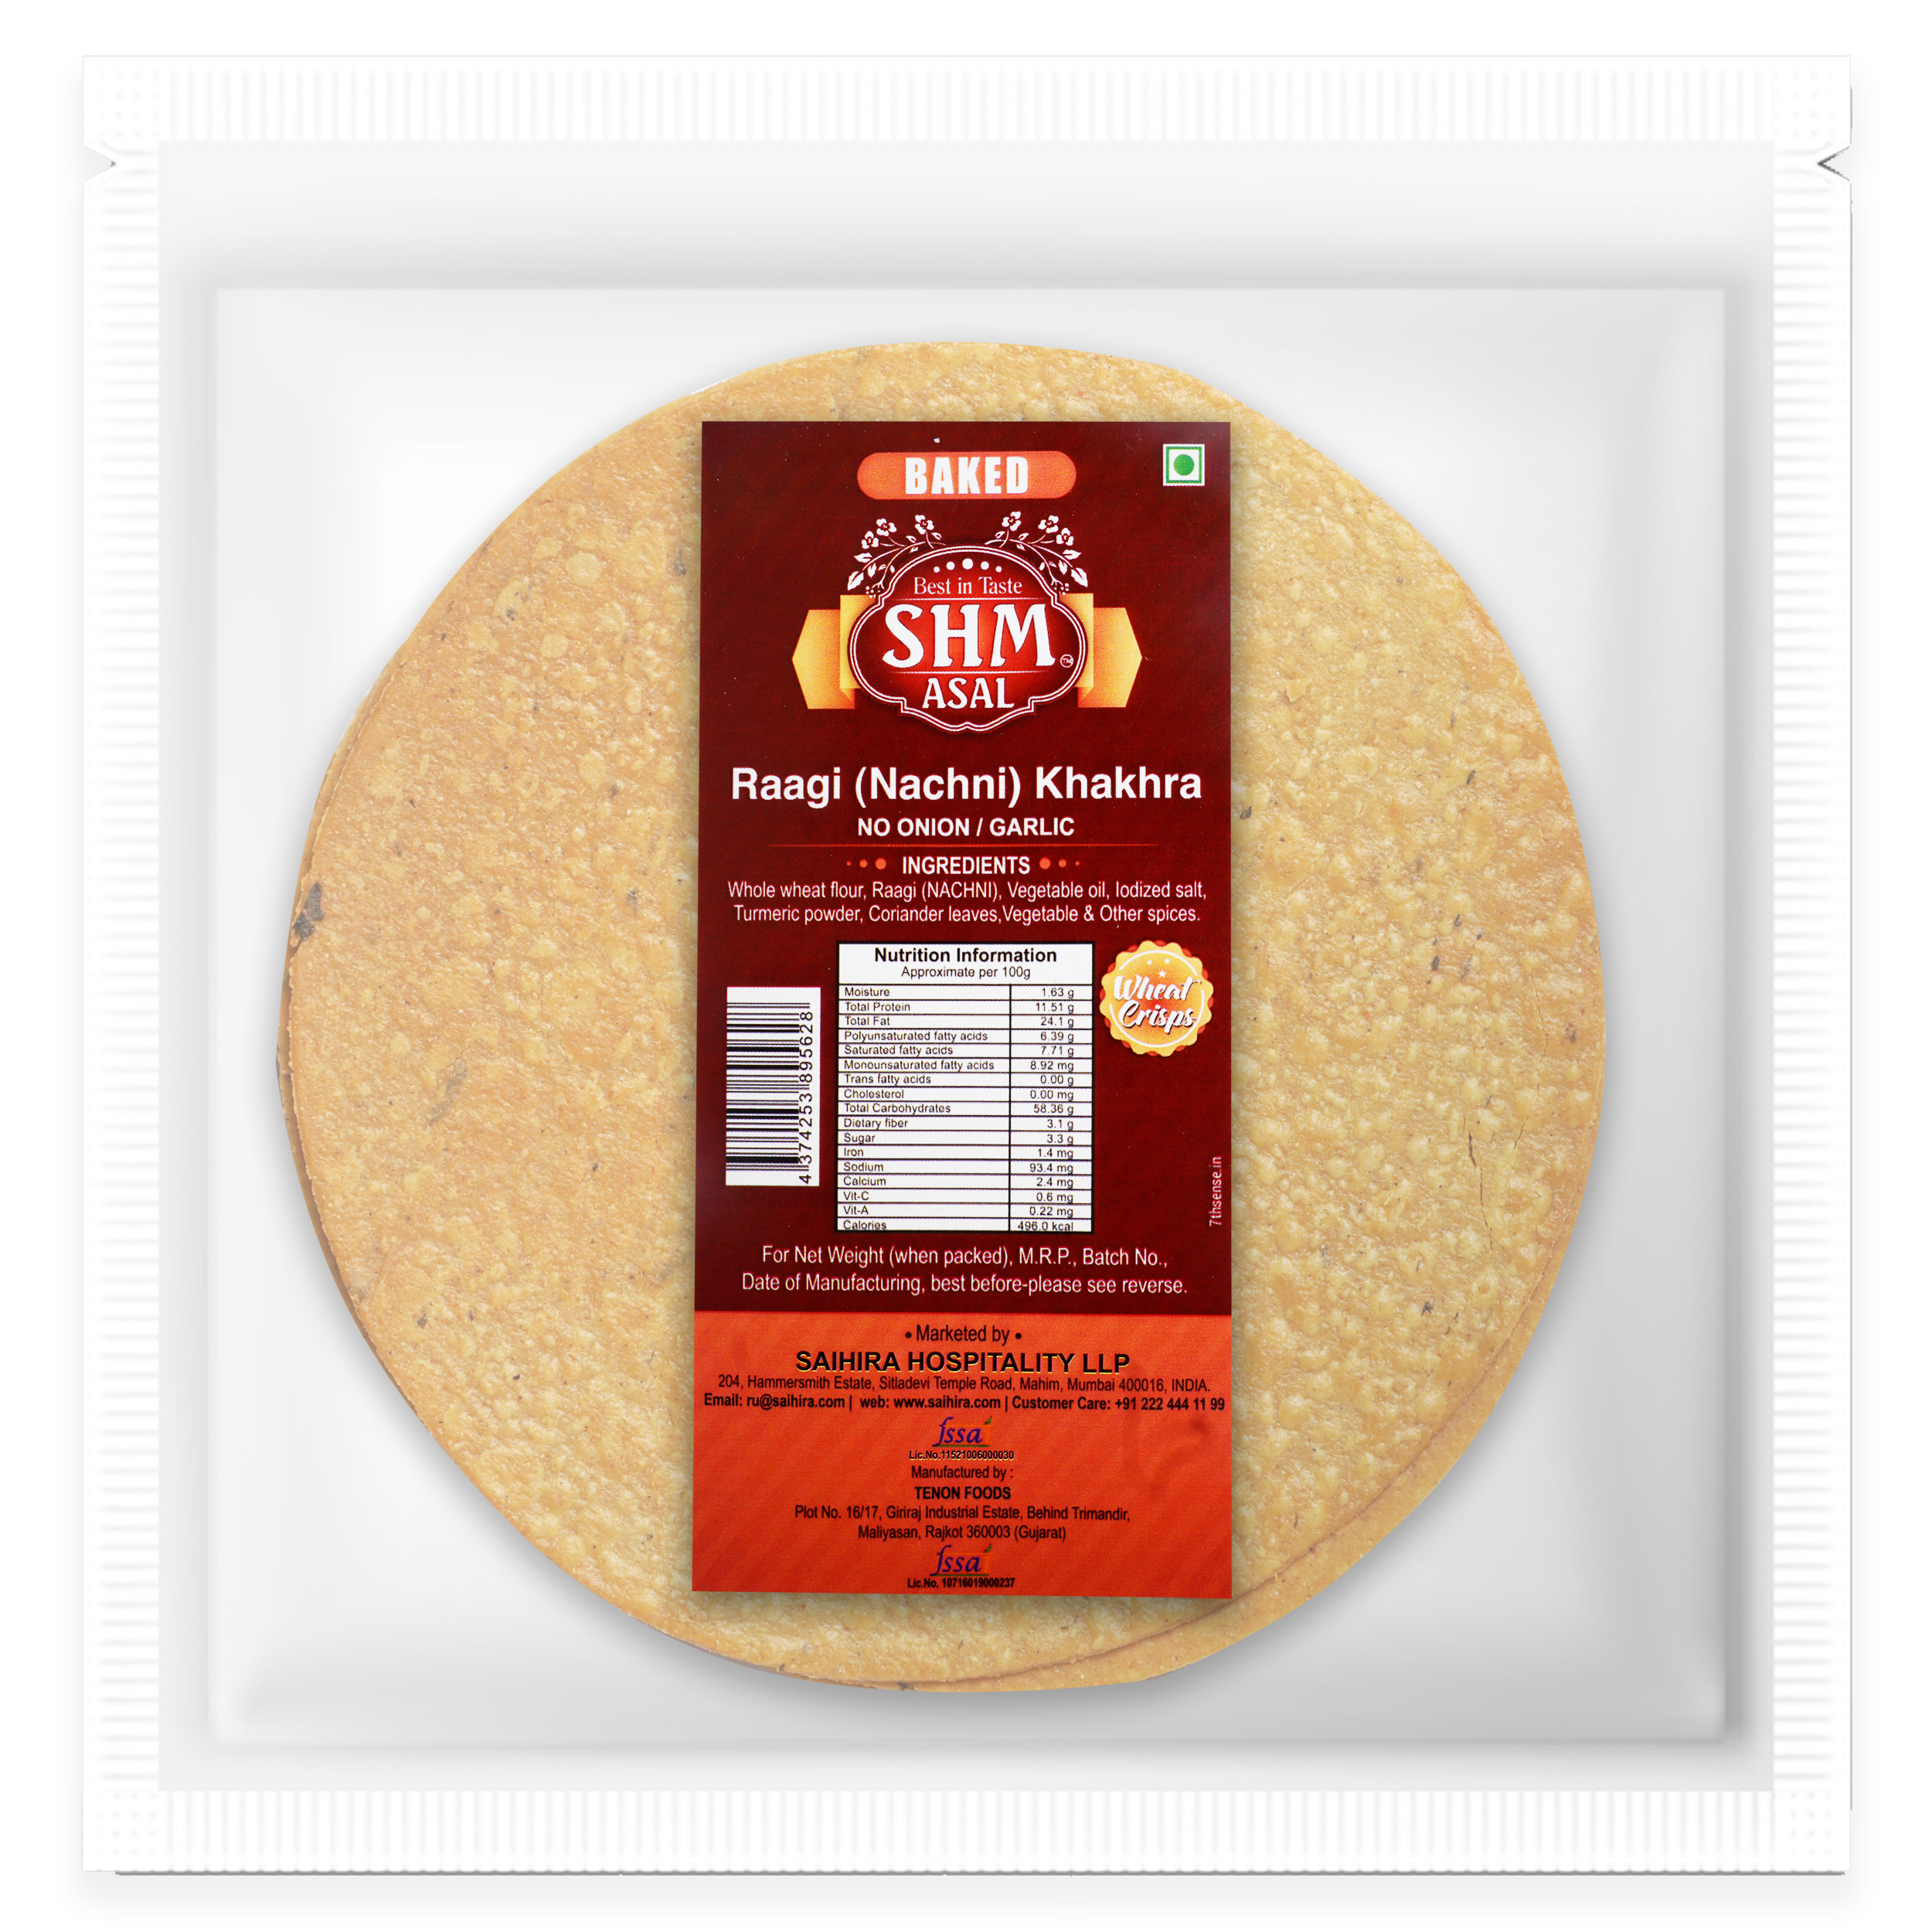 BAKED
Best in Taste
SHM
TM
ASAL
Raagi (Nachni) Khakhra
NO ONION / GARLIC
INGREDIENTS
Whole wheat flour, Raagi (NACHNI), Vegetable oil, Iodized salt,
Turmeric powder, Coriander leaves,Vegetable & Other spices.
Nutrition Information
Approximate per 100g
Moisture 1.63 g
Total Protein 11.51 g
Total Fat 24.1 g
Polyunsaturated fatty acids 6.39 g
Saturated fatty acids 7.71 g
Monounsaturated fatty acids 8.92 mg
Trans fatty acids 0.00 g
Cholesterol 0.00 mg
Total Carbohydrates 58.36 g
Dietary fiber 3.1 g
Sugar 3.3 g
Iron 1.4 mg
Sodium 93.4 mg
Calcium 2.4 mg
Vit-C 0.6 mg
Vit-A 0.22 mg
Calories 496.0 kcal
Wheat
Crisps
4 374253 895628
7thsense.in
For Net Weight (when packed), M.R.P., Batch No.,
Date of Manufacturing, best before-please see reverse.
• Marketed by •
SAIHIRA HOSPITALITY LLP
204, Hammersmith Estate, Sitladevi Temple Road, Mahim, Mumbai 400016, INDIA.
Email: ru@saihira.com | web: www.saihira.com | Customer Care: +91 222 444 11 99
fssai
Lic.No.11521006000030
Manufactured by :
TENON FOODS
Plot No. 16/17, Giriraj Industrial Estate, Behind Trimandir,
Maliyasan, Rajkot 360003 (Gujarat)
fssai
Lic.No. 10716019000237